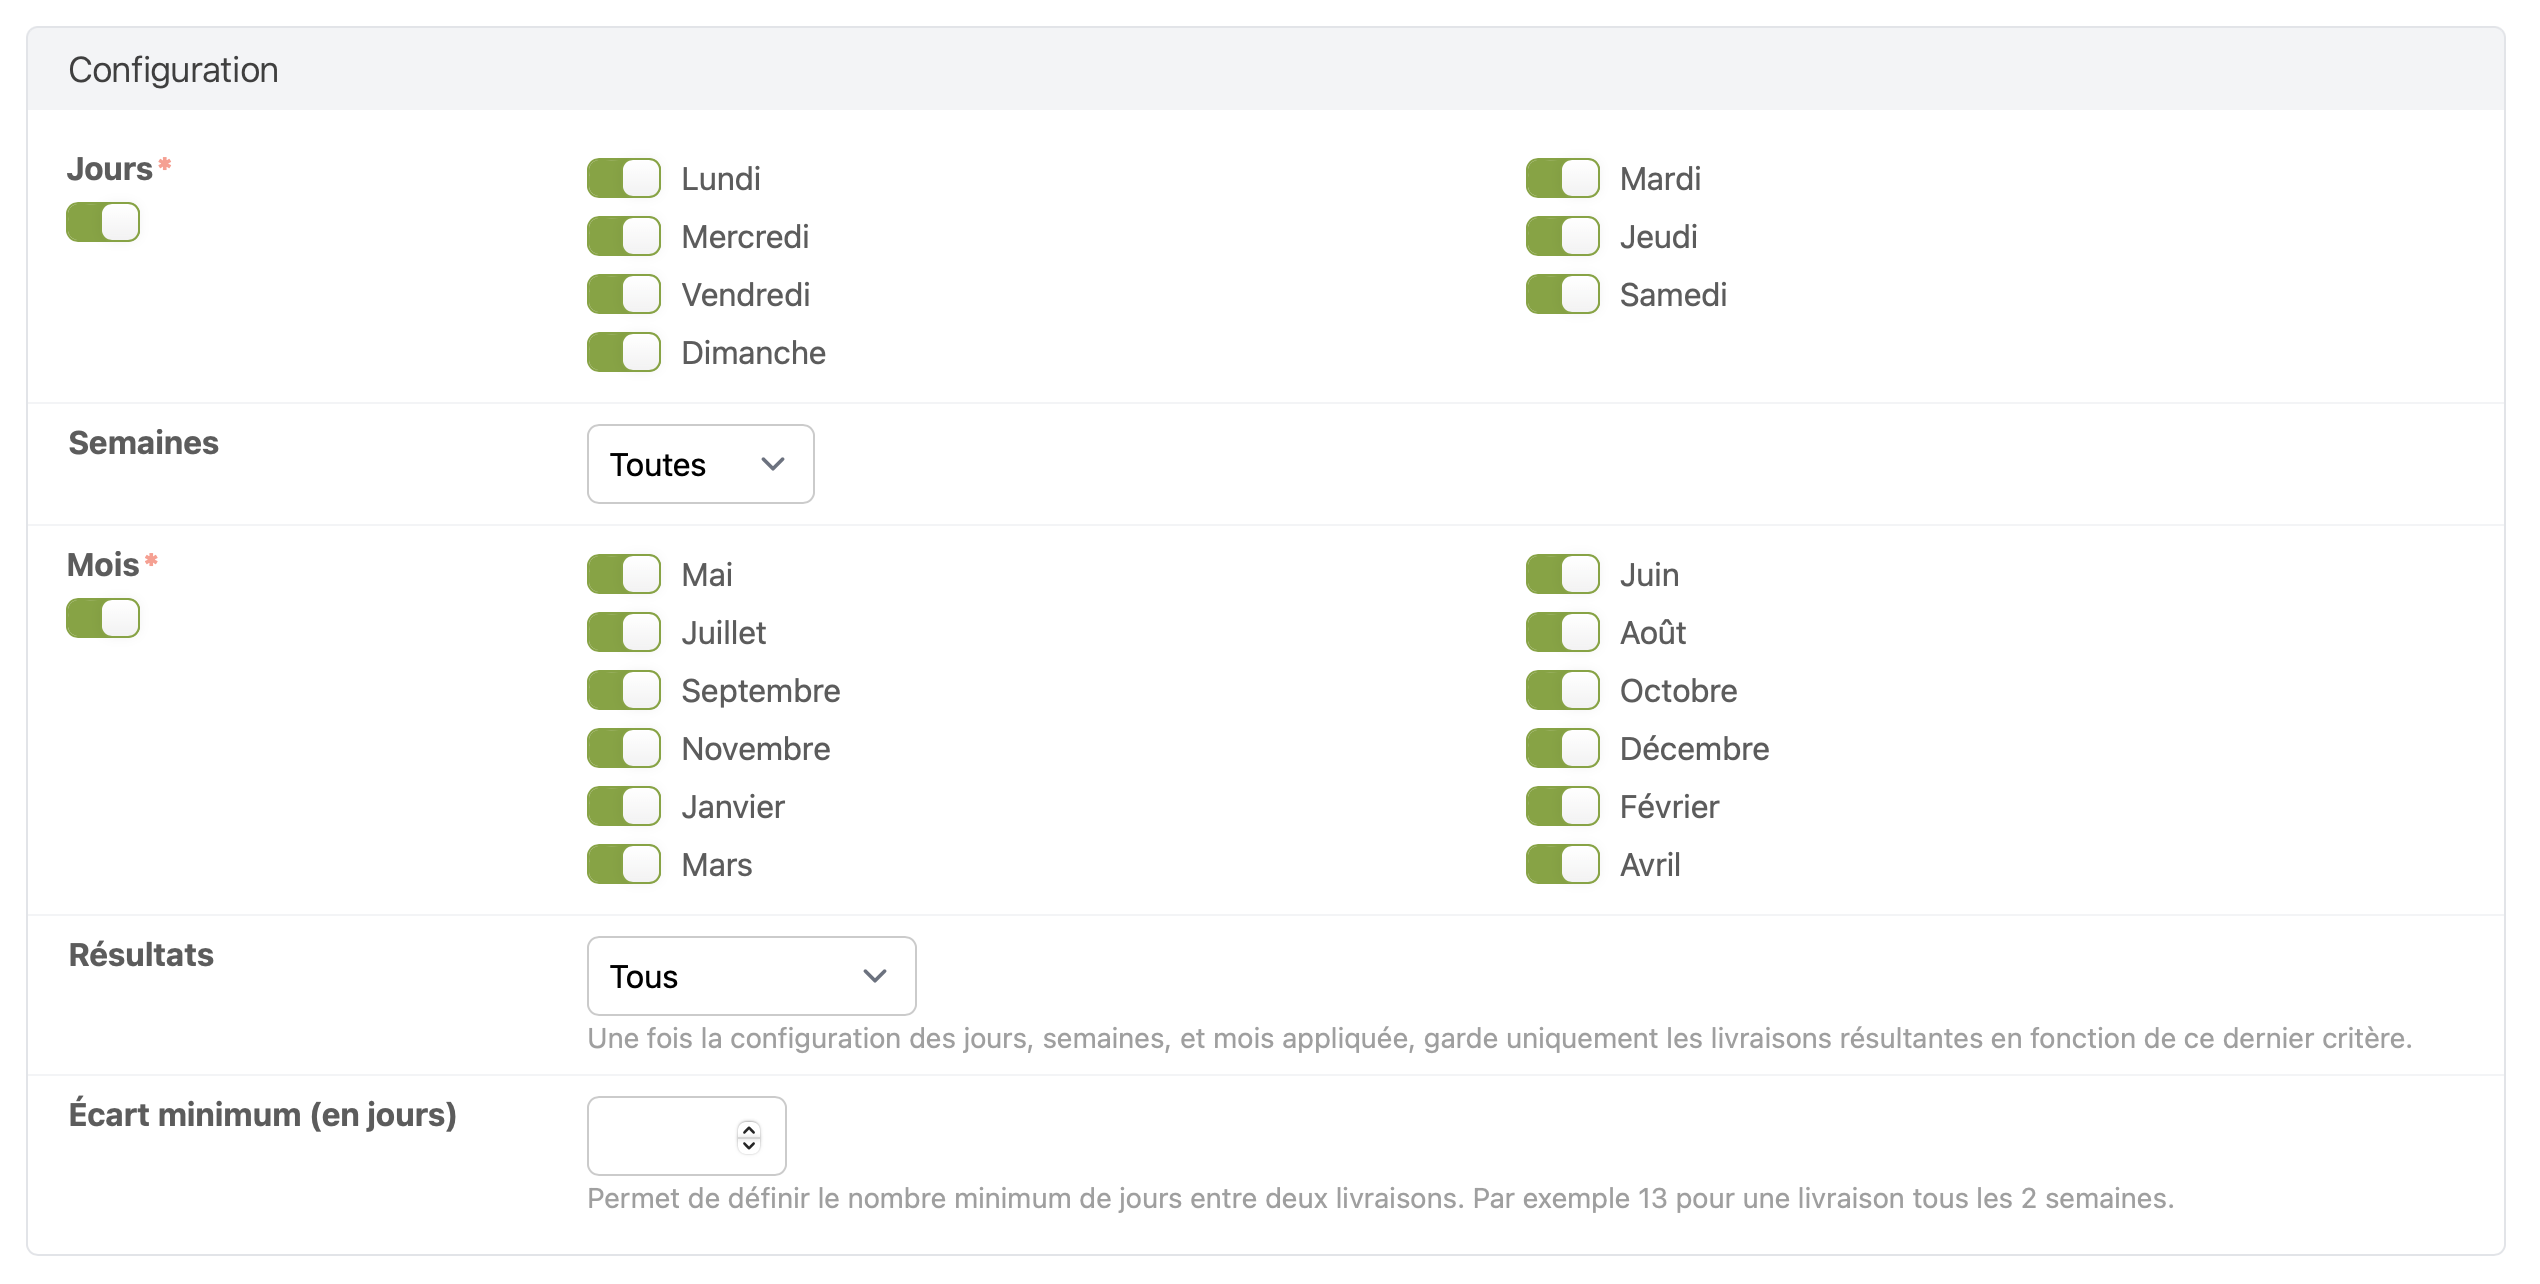 Configuration
Jours*
Lundi
Mardi
Mercredi
Jeudi
Vendredi
Samedi
Dimanche
Semaines
Toutes
Mois*
Mai
Juin
Juillet
Août
Septembre
Octobre
Novembre
Décembre
Janvier
Février
Mars
Avril
Résultats
Tous
Une fois la configuration des jours, semaines, et mois appliquée, garde uniquement les livraisons résultantes en fonction de ce dernier critère.
Écart minimum (en jours)
Permet de définir le nombre minimum de jours entre deux livraisons. Par exemple 13 pour une livraison tous les 2 semaines.